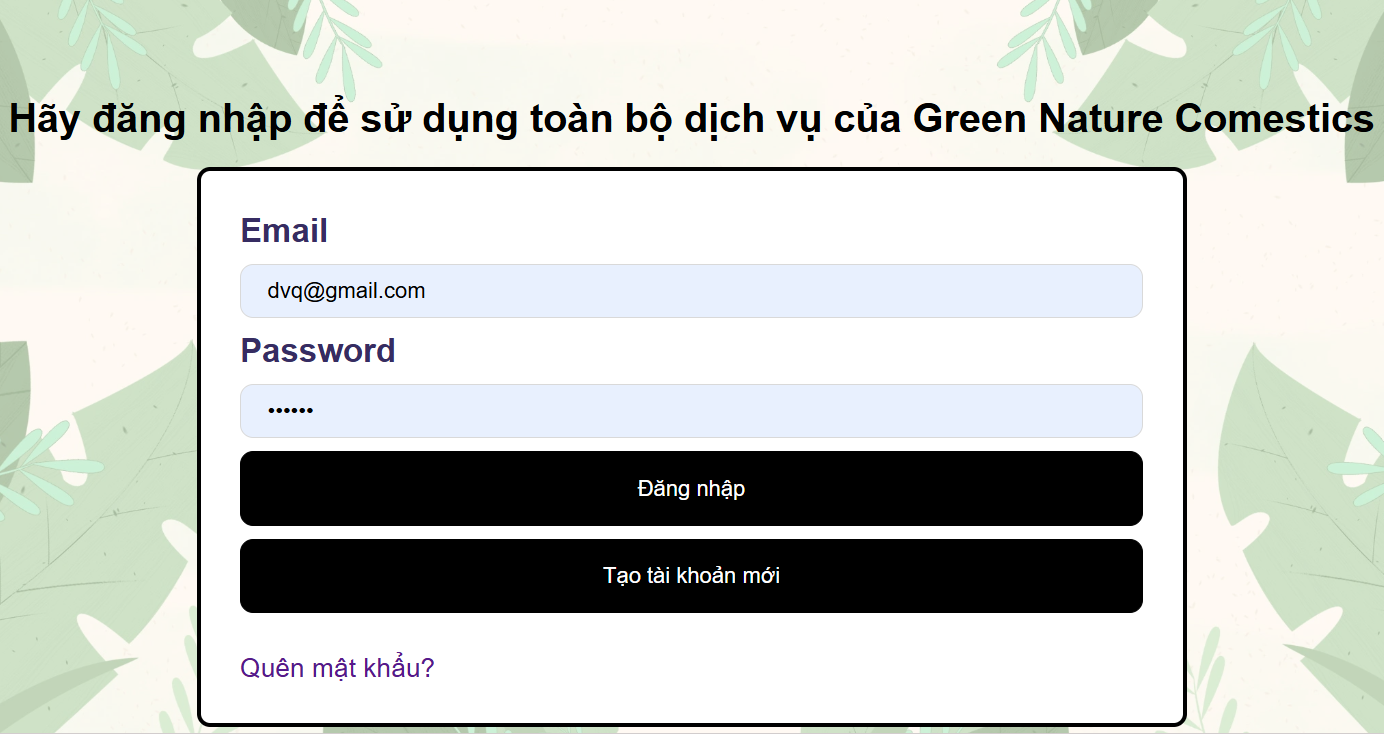 Hãy đăng nhập để sử dụng toàn bộ dịch vụ của Green Nature Comestics
Email
dvq@gmail.com
Password
••••••
Đăng nhập
Tạo tài khoản mới
Quên mật khẩu?